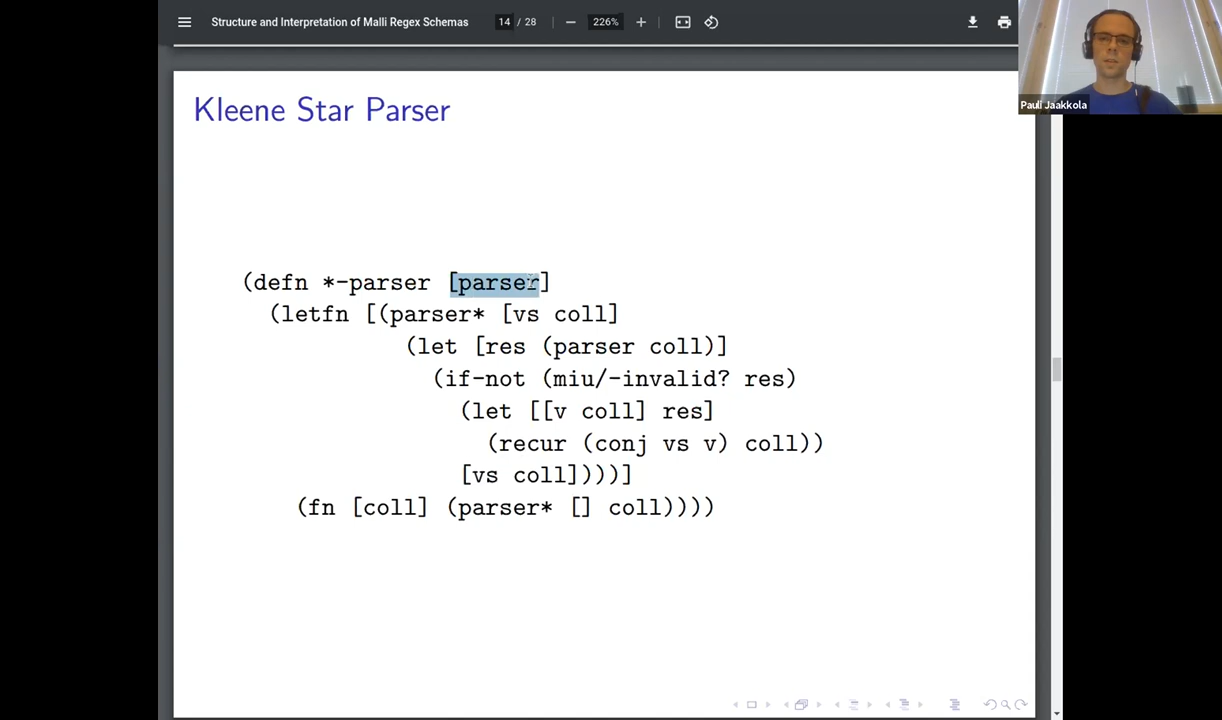 Structure and Interpretation of Malli Regex Schemas
14 / 28
226%
Pauli Jaakkola
Kleene Star Parser
(defn *-parser [parser]
(letfn [(parser* [vs coll]
(let [res (parser coll)]
(if-not (miu/-invalid? res)
(let [[v coll] res]
(recur (conj vs v) coll))
[vs coll])))]
(fn [coll] (parser* [] coll))))